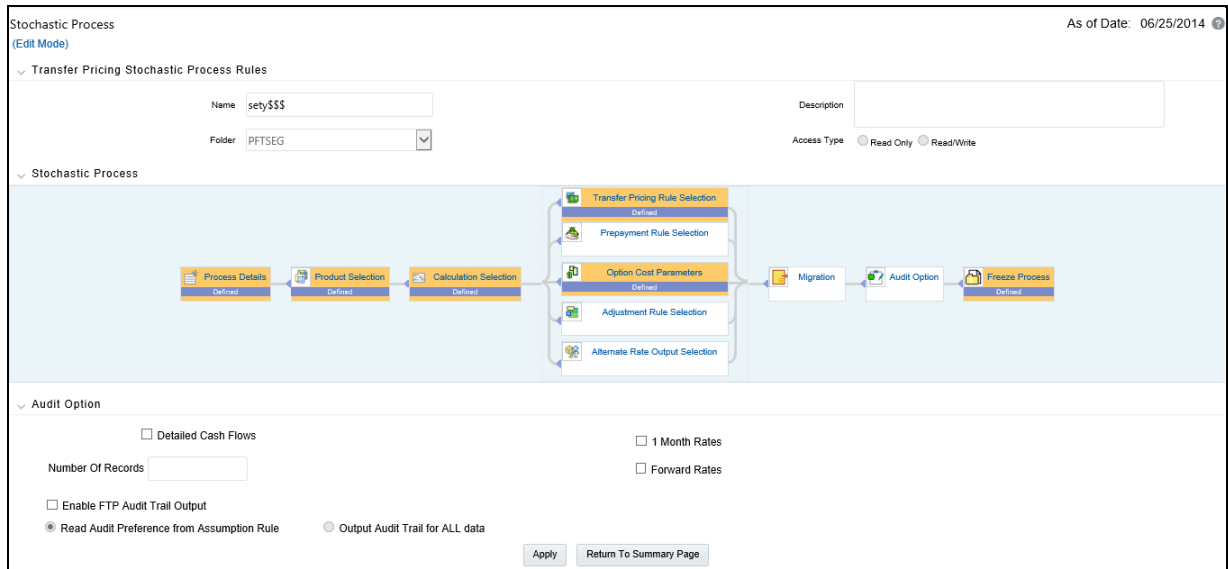 Stochastic Process
As of Date: 06/25/2014
(Edit Mode)
Transfer Pricing Stochastic Process Rules
Name sety$$$
Description
Folder PFTSEG
Access Type Read Only Read/Write
Stochastic Process
Process Details
Defined
Product Selection
Defined
Calculation Selection
Defined
Transfer Pricing Rule Selection
Defined
Prepayment Rule Selection
Option Cost Parameters
Defined
Adjustment Rule Selection
Alternate Rate Output Selection
Migration
Audit Option
Freeze Process
Defined
Audit Option
Detailed Cash Flows
1 Month Rates
Number Of Records
Forward Rates
Enable FTP Audit Trail Output
Read Audit Preference from Assumption Rule Output Audit Trail for ALL data
Apply Return To Summary Page